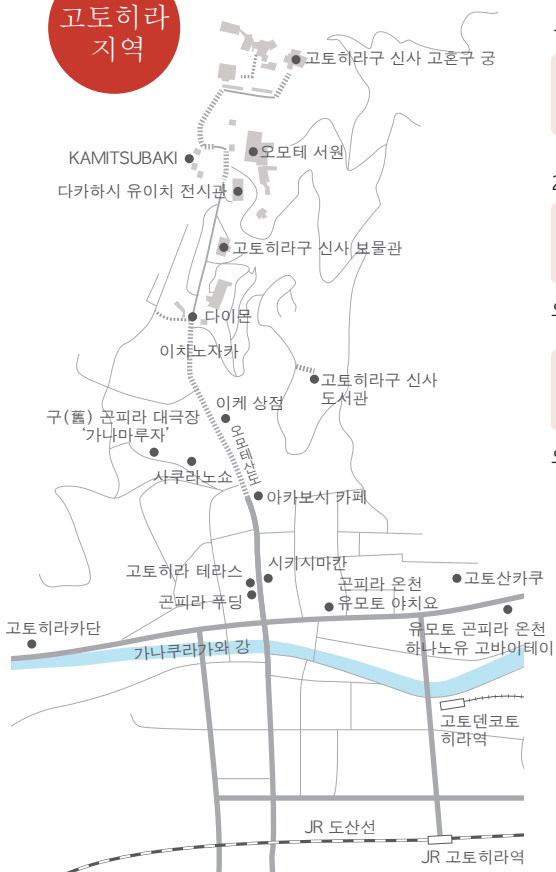 고토히라
지역
고토히라구 신사 고혼구 궁
KAMITSUBAKI
오모테 서원
다카하시 유이치 전시관
고토히라구 신사 보물관
다이몬
이치노자카
고토히라구 신사
도서관
이케 상점
구(舊) 곤피라 대극장
‘가나마루자’
오모테산도
사쿠라노쇼
아카보시 카페
고토히라 테라스
시키시마칸
곤피라 푸딩
곤피라 온천
유모토 야치요
고토산카쿠
고토히라카단
유모토 곤피라 온천
하나노유 고바이테이
가나쿠라가와 강
고토덴코토
히라역
JR 도산선
JR 고토히라역